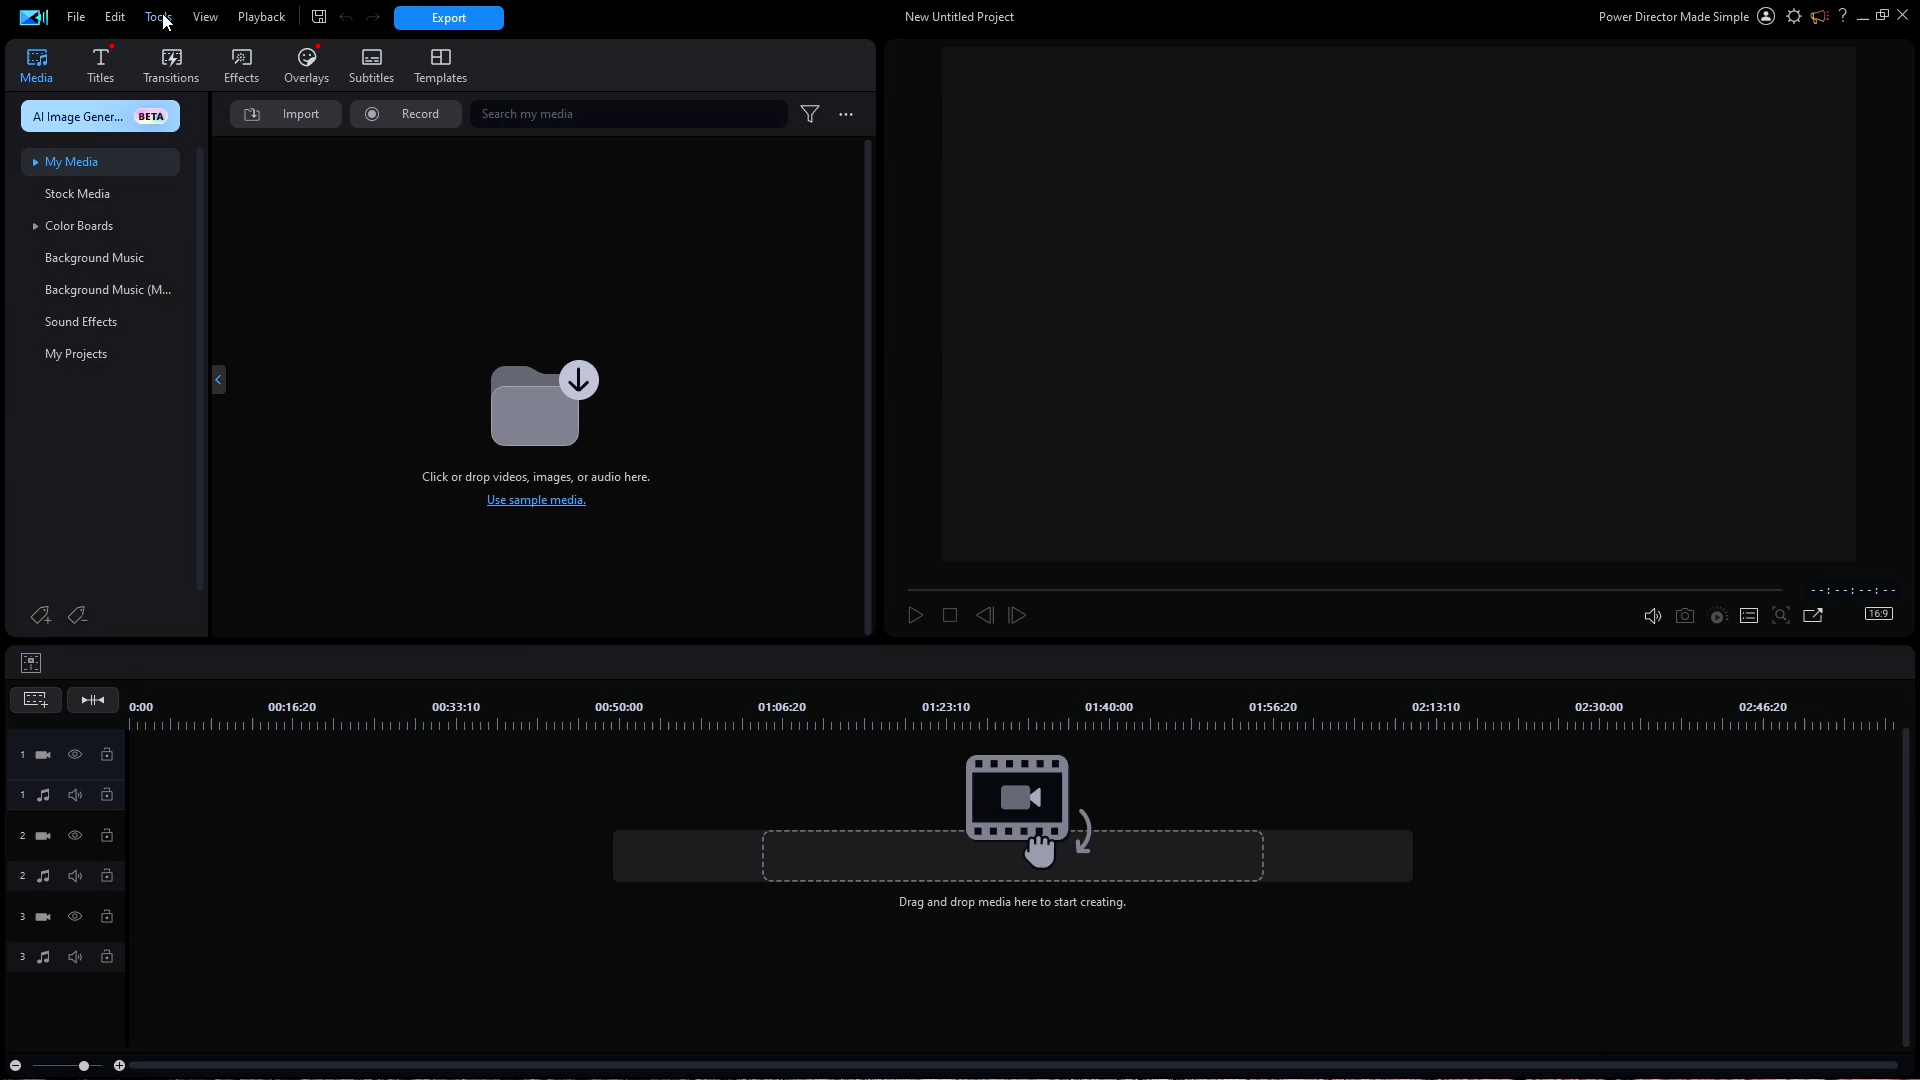 File Edit Tools View Playback Export New Untitled Project Power Director Made Simple ?
Media Titles Transitions Effects Overlays Subtitles Templates
AI Image Gener... BETA Import Record Search my media ...
My Media
Stock Media
Color Boards
Background Music
Background Music (M...
Sound Effects
My Projects
Click or drop videos, images, or audio here.
Use sample media.
--:--:--:--
16:9
0:00 00:16:20 00:33:10 00:50:00 01:06:20 01:23:10 01:40:00 01:56:20 02:13:10 02:30:00 02:46:20
1
1
2
2
Drag and drop media here to start creating.
3
3